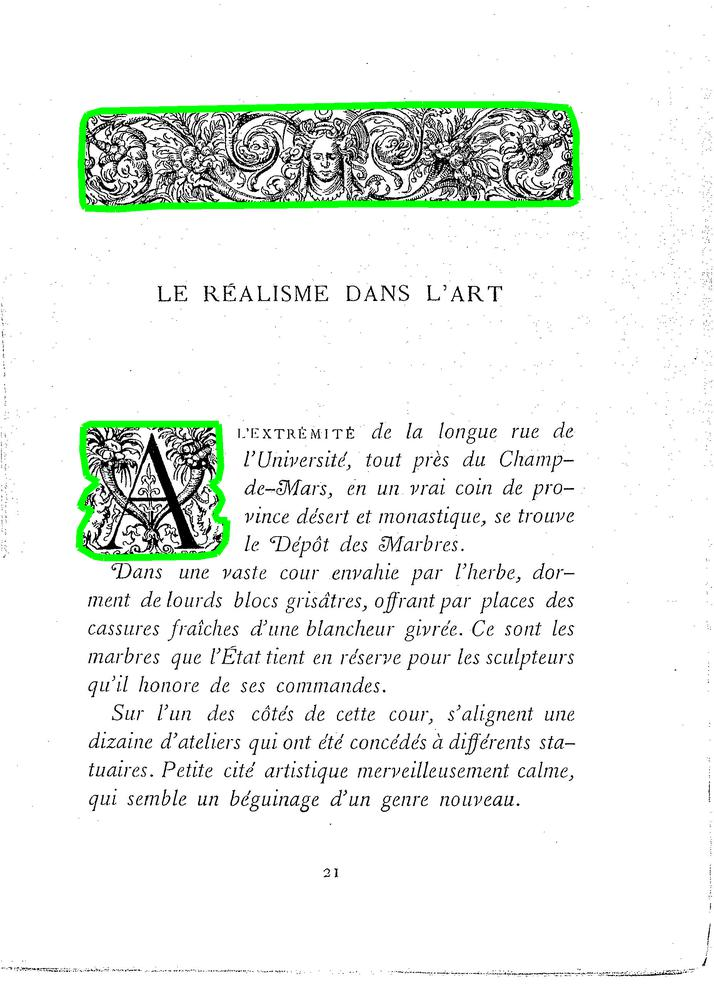 LE RÉALISME DANS L'ART
A L'EXTRÉMITÉ de la longue rue de
l'Université, tout près du Champ-
de-Mars, en un vrai coin de pro-
vince désert et monastique, se trouve
le Dépôt des Marbres.
Dans une vaste cour envahie par l'herbe, dor-
ment de lourds blocs grisâtres, offrant par places des
cassures fraîches d'une blancheur givrée. Ce sont les
marbres que l'État tient en réserve pour les sculpteurs
qu'il honore de ses commandes.
Sur l'un des côtés de cette cour, s'alignent une
dizaine d'ateliers qui ont été concédés à différents sta-
tuaires. Petite cité artistique merveilleusement calme,
qui semble un béguinage d'un genre nouveau.
21